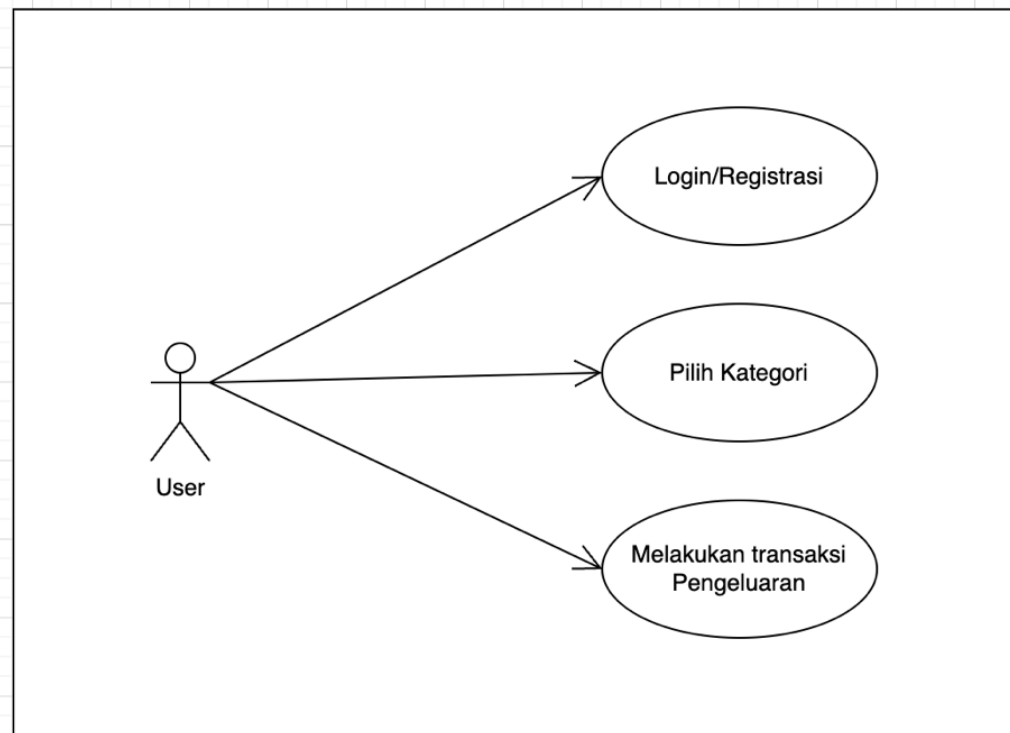 Login/Registrasi
Pilih Kategori
User
Melakukan transaksi
Pengeluaran